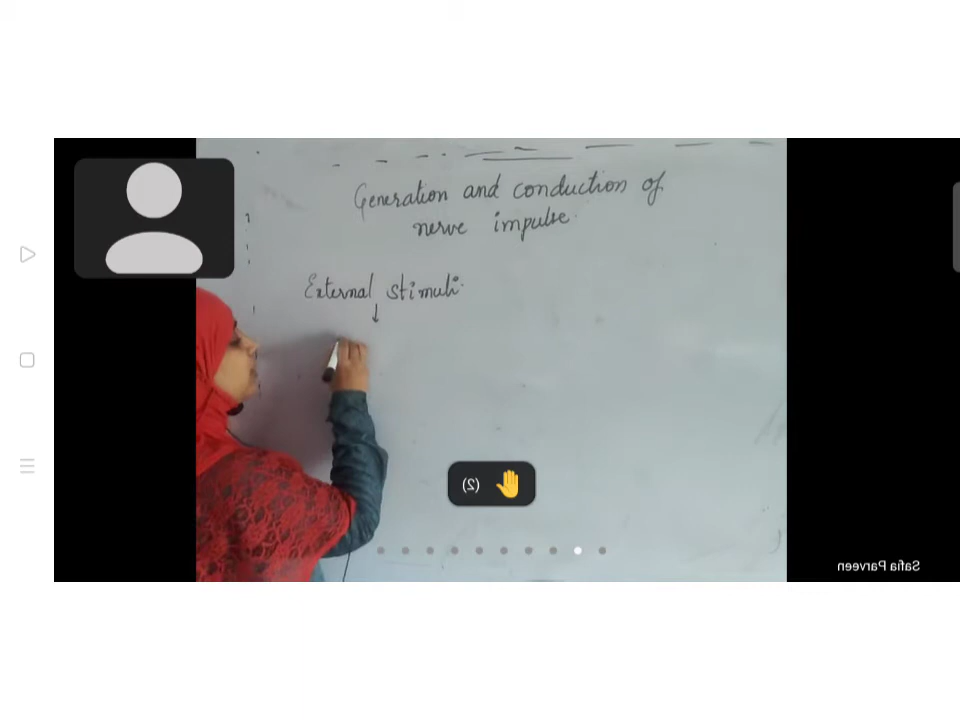 Generation and conduction of
nerve impulse.
External stimuli.
↓
(2)
Safia Parveen